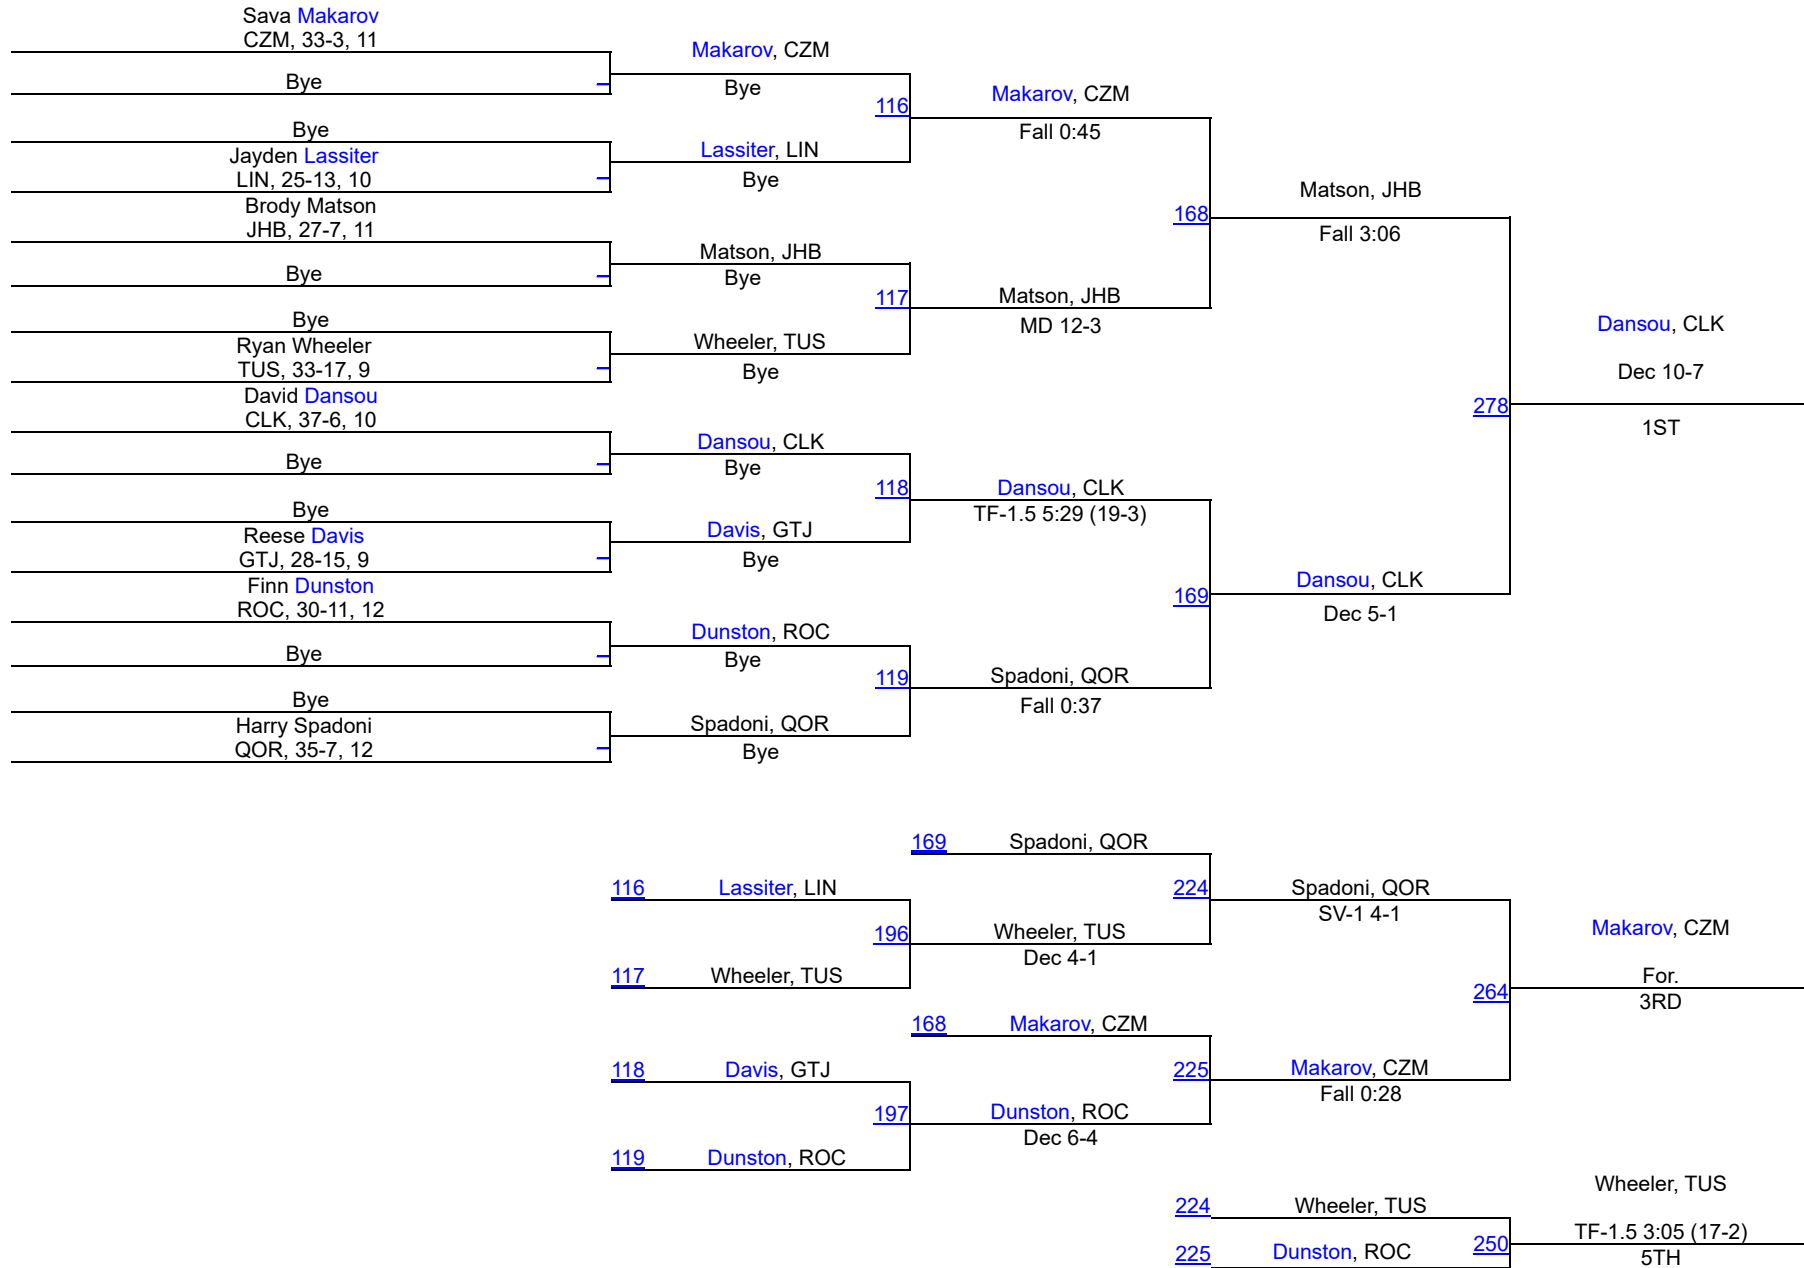 Sava Makarov
CZM, 33-3, 11
Bye
Bye
Jayden Lassiter
LIN, 25-13, 10
Brody Matson
JHB, 27-7, 11
Bye
Bye
Ryan Wheeler
TUS, 33-17, 9
David Dansou
CLK, 37-6, 10
Bye
Bye
Reese Davis
GTJ, 28-15, 9
Finn Dunston
ROC, 30-11, 12
Bye
Bye
Harry Spadoni
QOR, 35-7, 12
Makarov, CZM
Bye
116
Lassiter, LIN
Bye
Matson, JHB
Bye
117
Wheeler, TUS
Bye
Dansou, CLK
Bye
118
Davis, GTJ
Bye
Dunston, ROC
Bye
119
Spadoni, QOR
Bye
Makarov, CZM
Fall 0:45
168
Matson, JHB
MD 12-3
Dansou, CLK
TF-1.5 5:29 (19-3)
169
Spadoni, QOR
Fall 0:37
Matson, JHB
Fall 3:06
278
Dansou, CLK
Dec 5-1
Dansou, CLK
Dec 10-7
1ST
116 Lassiter, LIN
196
117 Wheeler, TUS
118 Davis, GTJ
197
119 Dunston, ROC
169 Spadoni, QOR
224
Wheeler, TUS
Dec 4-1
168 Makarov, CZM
225
Dunston, ROC
Dec 6-4
Spadoni, QOR
SV-1 4-1
264
Makarov, CZM
Fall 0:28
Makarov, CZM
For.
3RD
224 Wheeler, TUS
250
225 Dunston, ROC
Wheeler, TUS
TF-1.5 3:05 (17-2)
5TH